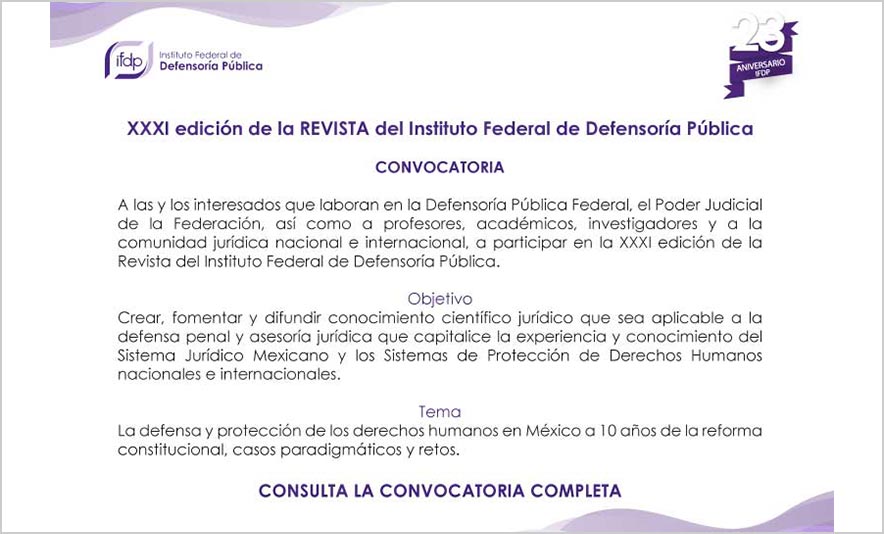 ifdp
Instituto Federal de
Defensoría Pública
23
ANIVERSARIO
IFDP
XXXI edición de la REVISTA del Instituto Federal de Defensoría Pública
CONVOCATORIA
A las y los interesados que laboran en la Defensoría Pública Federal, el Poder Judicial
de la Federación, así como a profesores, académicos, investigadores y a la
comunidad jurídica nacional e internacional, a participar en la XXXI edición de la
Revista del Instituto Federal de Defensoría Pública.
Objetivo
Crear, fomentar y difundir conocimiento científico jurídico que sea aplicable a la
defensa penal y asesoría jurídica que capitalice la experiencia y conocimiento del
Sistema Jurídico Mexicano y los Sistemas de Protección de Derechos Humanos
nacionales e internacionales.
Tema
La defensa y protección de los derechos humanos en México a 10 años de la reforma
constitucional, casos paradigmáticos y retos.
CONSULTA LA CONVOCATORIA COMPLETA